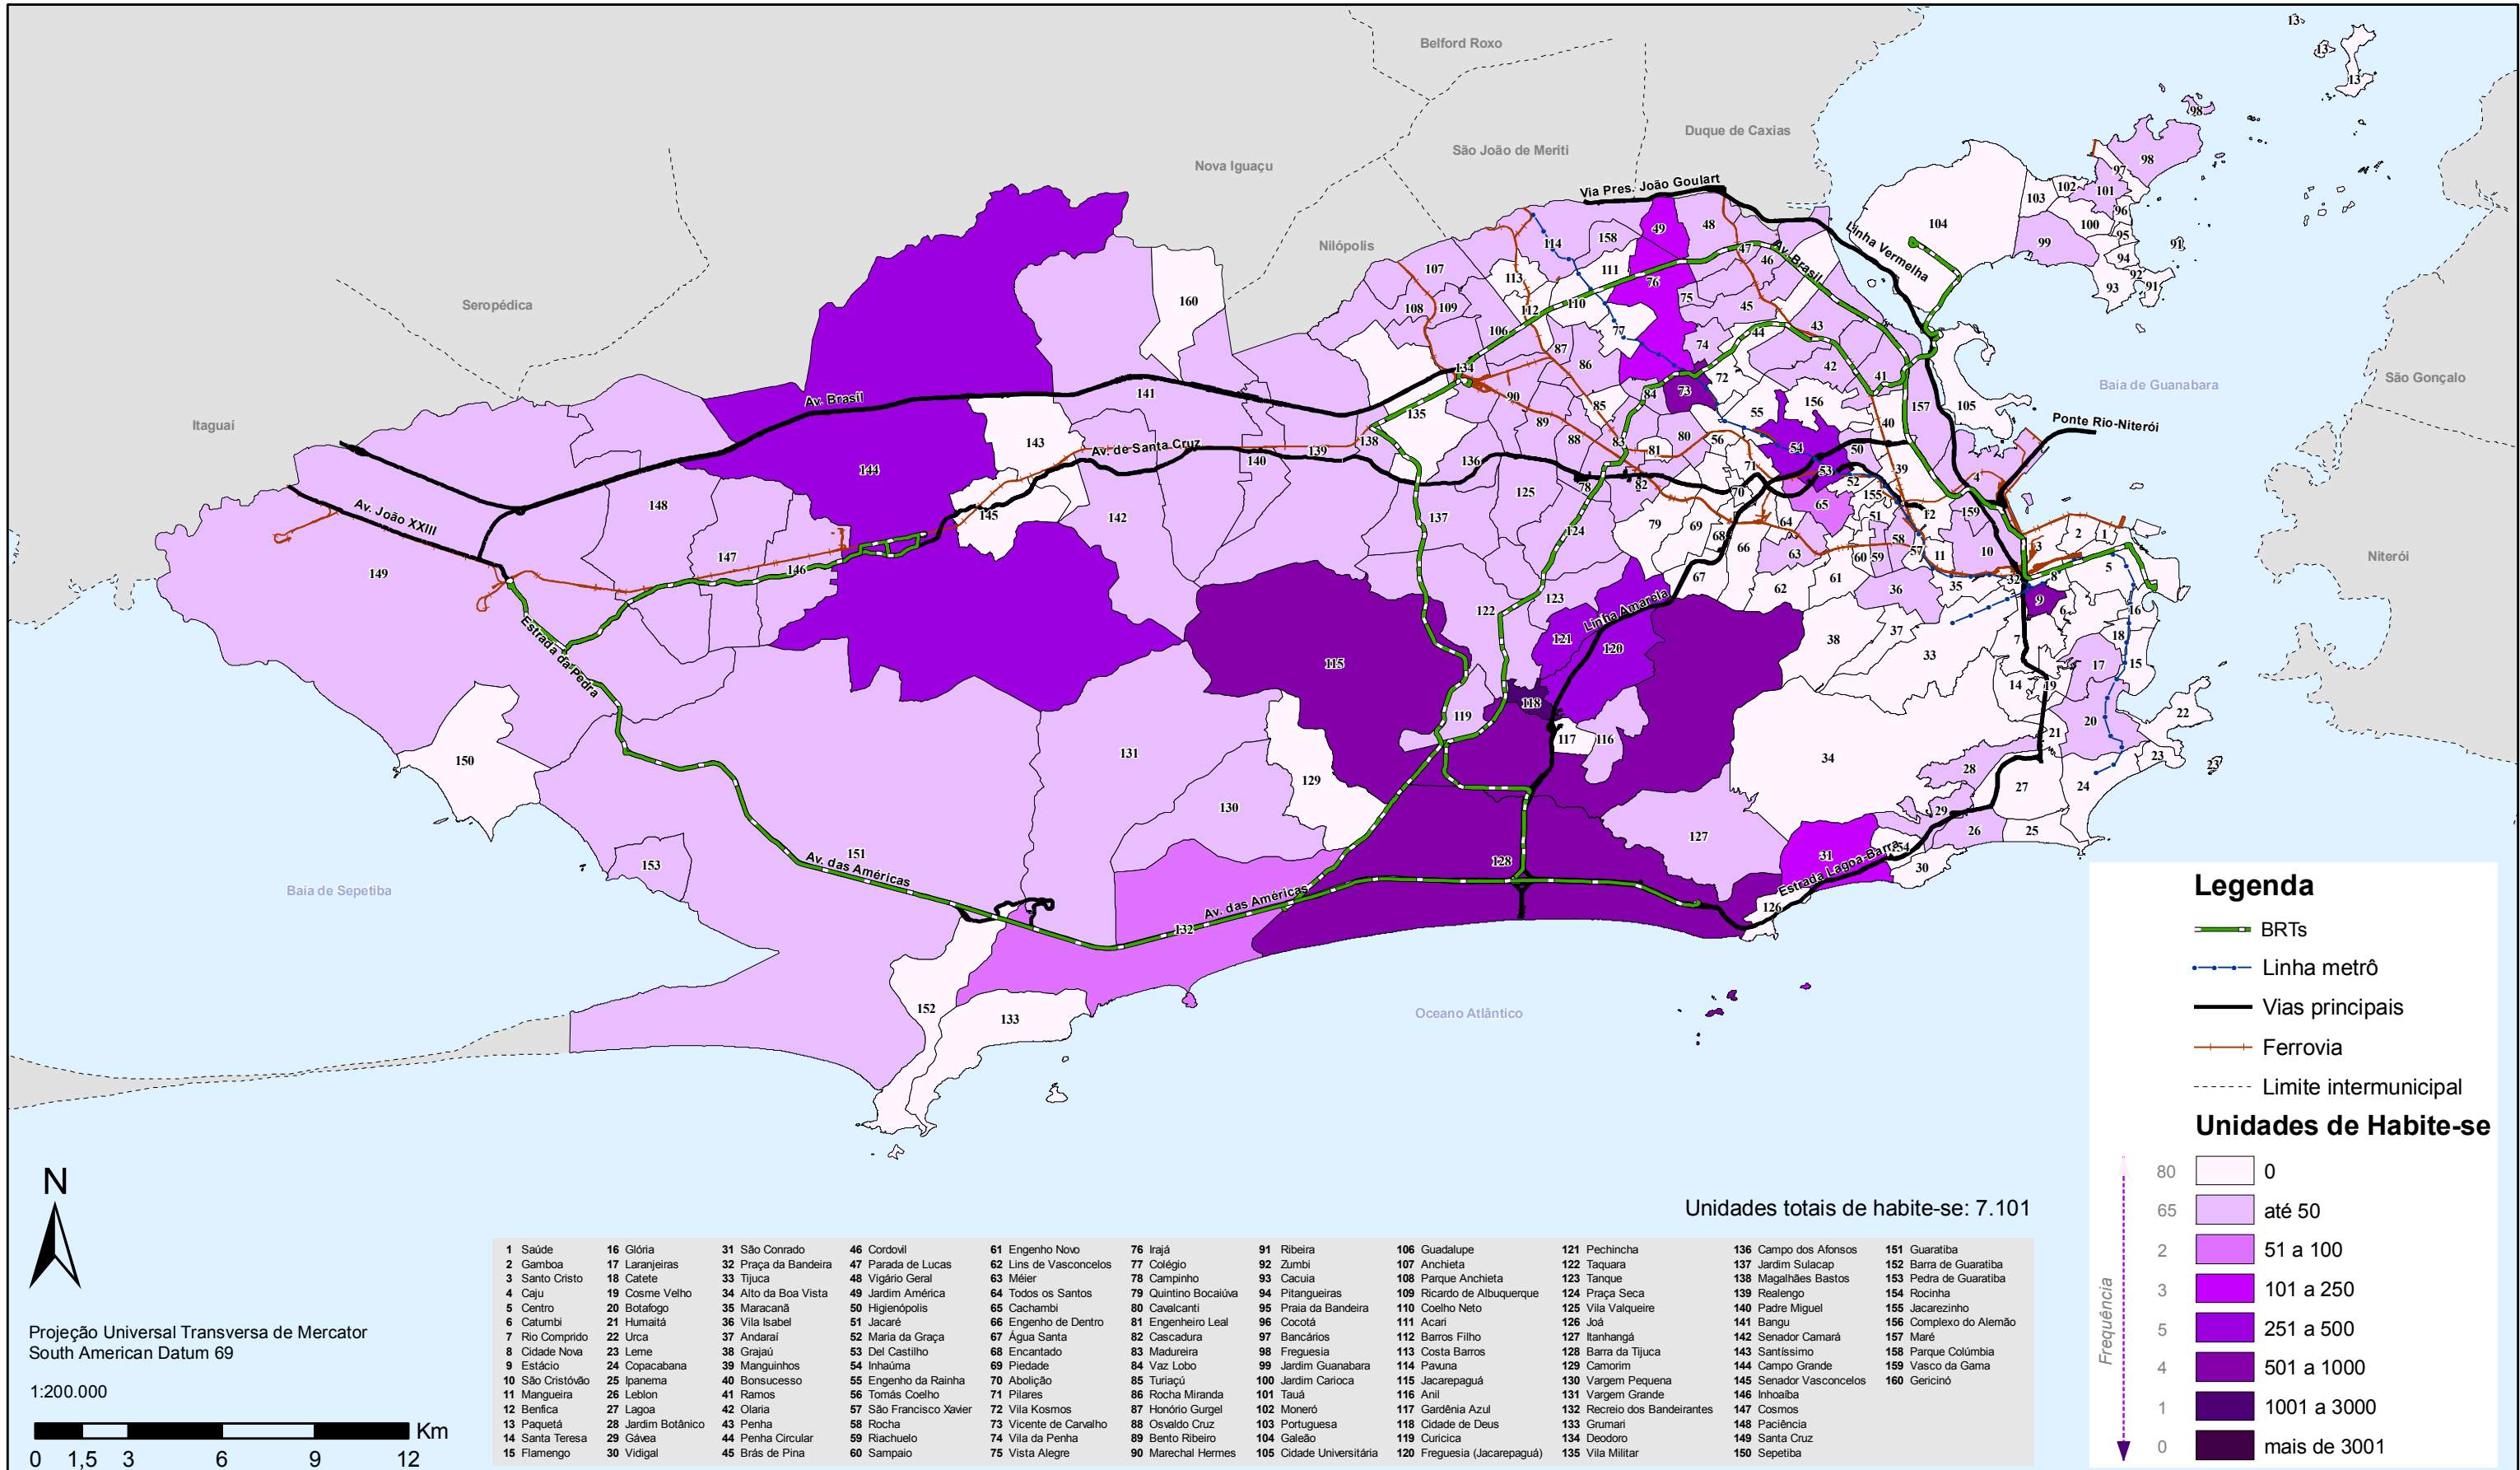 Belford Roxo
Duque de Caxias
São João de Meriti
Nova Iguaçu
Nilópolis
Seropédica
Itaguaí
São Gonçalo
Niterói
Baia de Guanabara
Baía de Sepetiba
Oceano Atlântico
Via Pres. João Goulart
Linha Vermelha
Av. Brasil
Av. Brasil
Ponte Rio-Niterói
Av. de Santa Cruz
Av. João XXIII
Estrada da Pedra
Linha Amarela
Av. das Américas
Av. das Américas
Estrada Lagoa-Barra
Legenda
BRTs
Linha metrô
Vias principais
Ferrovia
Limite intermunicipal
Unidades de Habite-se
Frequência
80 0
65 até 50
2 51 a 100
3 101 a 250
5 251 a 500
4 501 a 1000
1 1001 a 3000
0 mais de 3001
Unidades totais de habite-se: 7.101
N
Projeção Universal Transversa de Mercator
South American Datum 69
1:200.000
Km
0 1,5 3 6 9 12
1 Saúde
2 Gamboa
3 Santo Cristo
4 Caju
5 Centro
6 Catumbi
7 Rio Comprido
8 Cidade Nova
9 Estácio
10 São Cristóvão
11 Mangueira
12 Benfica
13 Paquetá
14 Santa Teresa
15 Flamengo
16 Glória
17 Laranjeiras
18 Catete
19 Cosme Velho
20 Botafogo
21 Humaitá
22 Urca
23 Leme
24 Copacabana
25 Ipanema
26 Leblon
27 Lagoa
28 Jardim Botânico
29 Gávea
30 Vidigal
31 São Conrado
32 Praça da Bandeira
33 Tijuca
34 Alto da Boa Vista
35 Maracanã
36 Vila Isabel
37 Andaraí
38 Grajaú
39 Manguinhos
40 Bonsucesso
41 Ramos
42 Olaria
43 Penha
44 Penha Circular
45 Brás de Pina
46 Cordovil
47 Parada de Lucas
48 Vigário Geral
49 Jardim América
50 Higienópolis
51 Jacaré
52 Maria da Graça
53 Del Castilho
54 Inhaúma
55 Engenho da Rainha
56 Tomás Coelho
57 São Francisco Xavier
58 Rocha
59 Riachuelo
60 Sampaio
61 Engenho Novo
62 Lins de Vasconcelos
63 Méier
64 Todos os Santos
65 Cachambi
66 Engenho de Dentro
67 Água Santa
68 Encantado
69 Piedade
70 Abolição
71 Pilares
72 Vila Kosmos
73 Vicente de Carvalho
74 Vila da Penha
75 Vista Alegre
76 Irajá
77 Colégio
78 Campinho
79 Quintino Bocaiúva
80 Cavalcanti
81 Engenheiro Leal
82 Cascadura
83 Madureira
84 Vaz Lobo
85 Turiaçú
86 Rocha Miranda
87 Honório Gurgel
88 Osvaldo Cruz
89 Bento Ribeiro
90 Marechal Hermes
91 Ribeira
92 Zumbi
93 Cacuia
94 Pitangueiras
95 Praia da Bandeira
96 Cocotá
97 Bancários
98 Freguesia
99 Jardim Guanabara
100 Jardim Carioca
101 Tauá
102 Moneró
103 Portuguesa
104 Galeão
105 Cidade Universitária
106 Guadalupe
107 Anchieta
108 Parque Anchieta
109 Ricardo de Albuquerque
110 Coelho Neto
111 Acari
112 Barros Filho
113 Costa Barros
114 Pavuna
115 Jacarepaguá
116 Anil
117 Gardênia Azul
118 Cidade de Deus
119 Curicica
120 Freguesia (Jacarepaguá)
121 Pechincha
122 Taquara
123 Tanque
124 Praça Seca
125 Vila Valqueire
126 Joá
127 Itanhangá
128 Barra da Tijuca
129 Camorim
130 Vargem Pequena
131 Vargem Grande
132 Recreio dos Bandeirantes
133 Grumari
134 Deodoro
135 Vila Militar
136 Campo dos Afonsos
137 Jardim Sulacap
138 Magalhães Bastos
139 Realengo
140 Padre Miguel
141 Bangu
142 Senador Camará
143 Santíssimo
144 Campo Grande
145 Senador Vasconcelos
146 Inhoaíba
147 Cosmos
148 Paciência
149 Santa Cruz
150 Sepetiba
151 Guaratiba
152 Barra de Guaratiba
153 Pedra de Guaratiba
154 Rocinha
155 Jacarezinho
156 Complexo do Alemão
157 Maré
158 Parque Colúmbia
159 Vasco da Gama
160 Gericinó